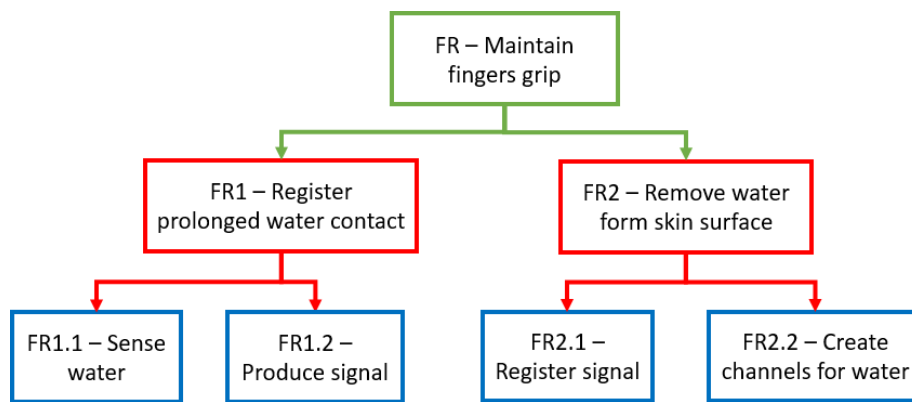 FR – Maintain
fingers grip
FR1 – Register
prolonged water contact
FR2 – Remove water
form skin surface
FR1.1 – Sense
water
FR1.2 –
Produce signal
FR2.1 –
Register signal
FR2.2 – Create
channels for water